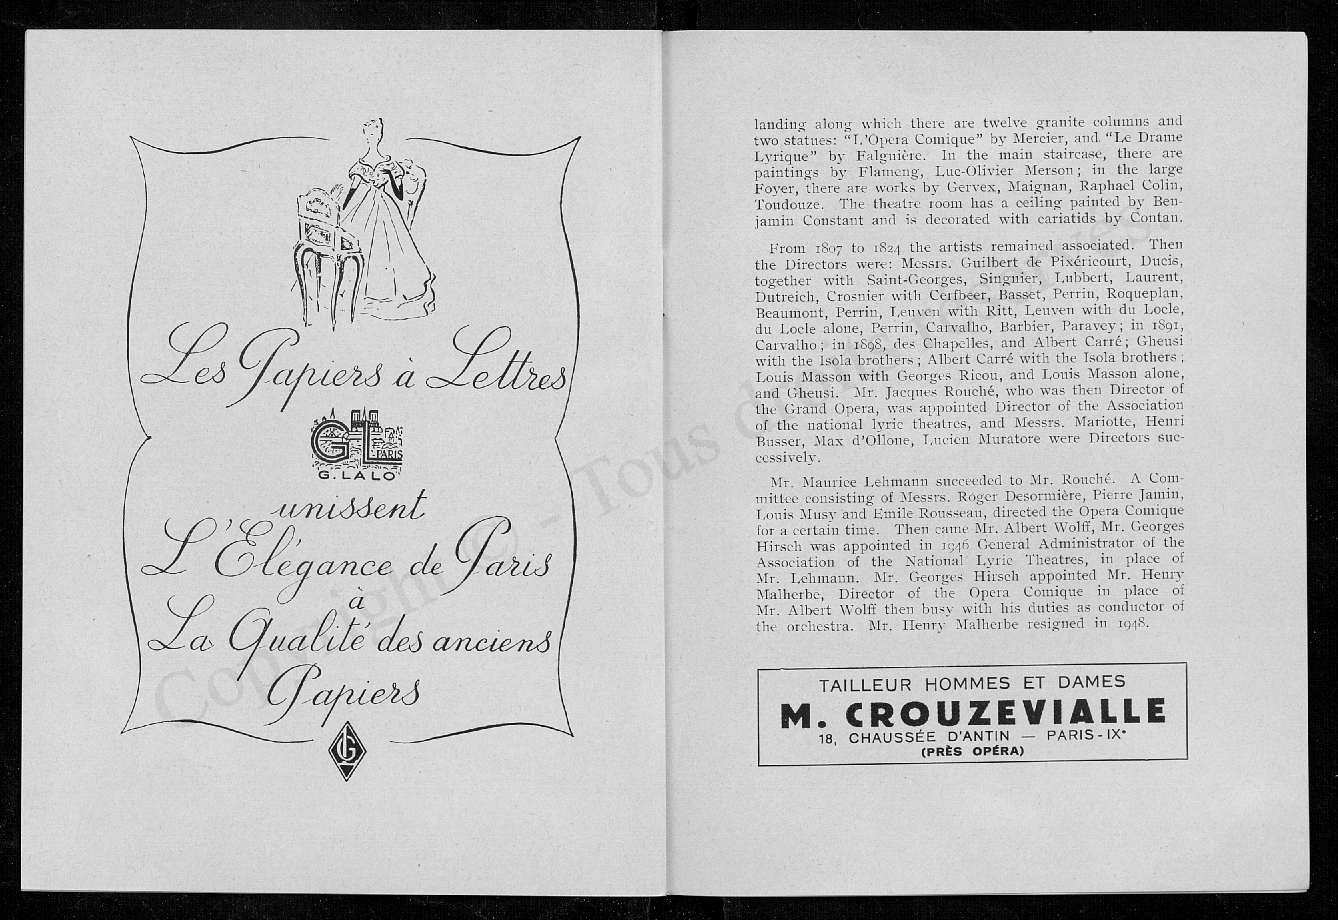 Les Papiers à Lettres
GL
PARIS
G. LALO
unissent
L'Elégance de Paris
à
La Qualité des anciens
Papiers
GL
landing along which there are twelve granite columns and
two statues: "L'Opera Comique" by Mercier, and "Le Drame
Lyrique" by Falguière. In the main staircase, there are
paintings by Flameng, Luc-Olivier Merson; in the large
Foyer, there are works by Gervex, Maignan, Raphael Colin,
Toudouze. The theatre room has a ceiling painted by Ben-
jamin Constant and is decorated with cariatids by Contan.
From 1807 to 1824 the artists remained associated. Then
the Directors were: Messrs. Guilbert de Pixéricourt, Ducis,
together with Saint-Georges, Singnier, Lubbert, Laurent,
Dutreich, Crosnier with Cerfbeer, Basset, Perrin, Roqueplan,
Beaumont, Perrin, Leuven with Ritt, Leuven with du Locle,
du Locle alone, Perrin, Carvalho, Barbier, Paravey; in 1891,
Carvalho; in 1898, des Chapelles, and Albert Carré; Gheusi
with the Isola brothers; Albert Carré with the Isola brothers;
Louis Masson with Georges Ricou, and Louis Masson alone,
and Gheusi. Mr. Jacques Rouché, who was then Director of
the Grand Opera, was appointed Director of the Association
of the national lyric theatres, and Messrs. Mariotte, Henri
Busser, Max d'Ollone, Lucien Muratore were Directors suc-
cessively.
Mr. Maurice Lehmann succeeded to Mr. Rouché. A Com-
mittee consisting of Messrs. Roger Desormière, Pierre Jamin,
Louis Musy and Emile Rousseau, directed the Opera Comique
for a certain time. Then came Mr. Albert Wolff, Mr. Georges
Hirsch was appointed in 1946 General Administrator of the
Association of the National Lyric Theatres, in place of
Mr. Lehmann. Mr. Georges Hirsch appointed Mr. Henry
Malherbe, Director of the Opera Comique in place of
Mr. Albert Wolff then busy with his duties as conductor of
the orchestra. Mr. Henry Malherbe resigned in 1948.
TAILLEUR HOMMES ET DAMES
M. CROUZEVIALLE
18, CHAUSSÉE D'ANTIN — PARIS-IXe
(PRÈS OPÉRA)
Copyright © - Tous